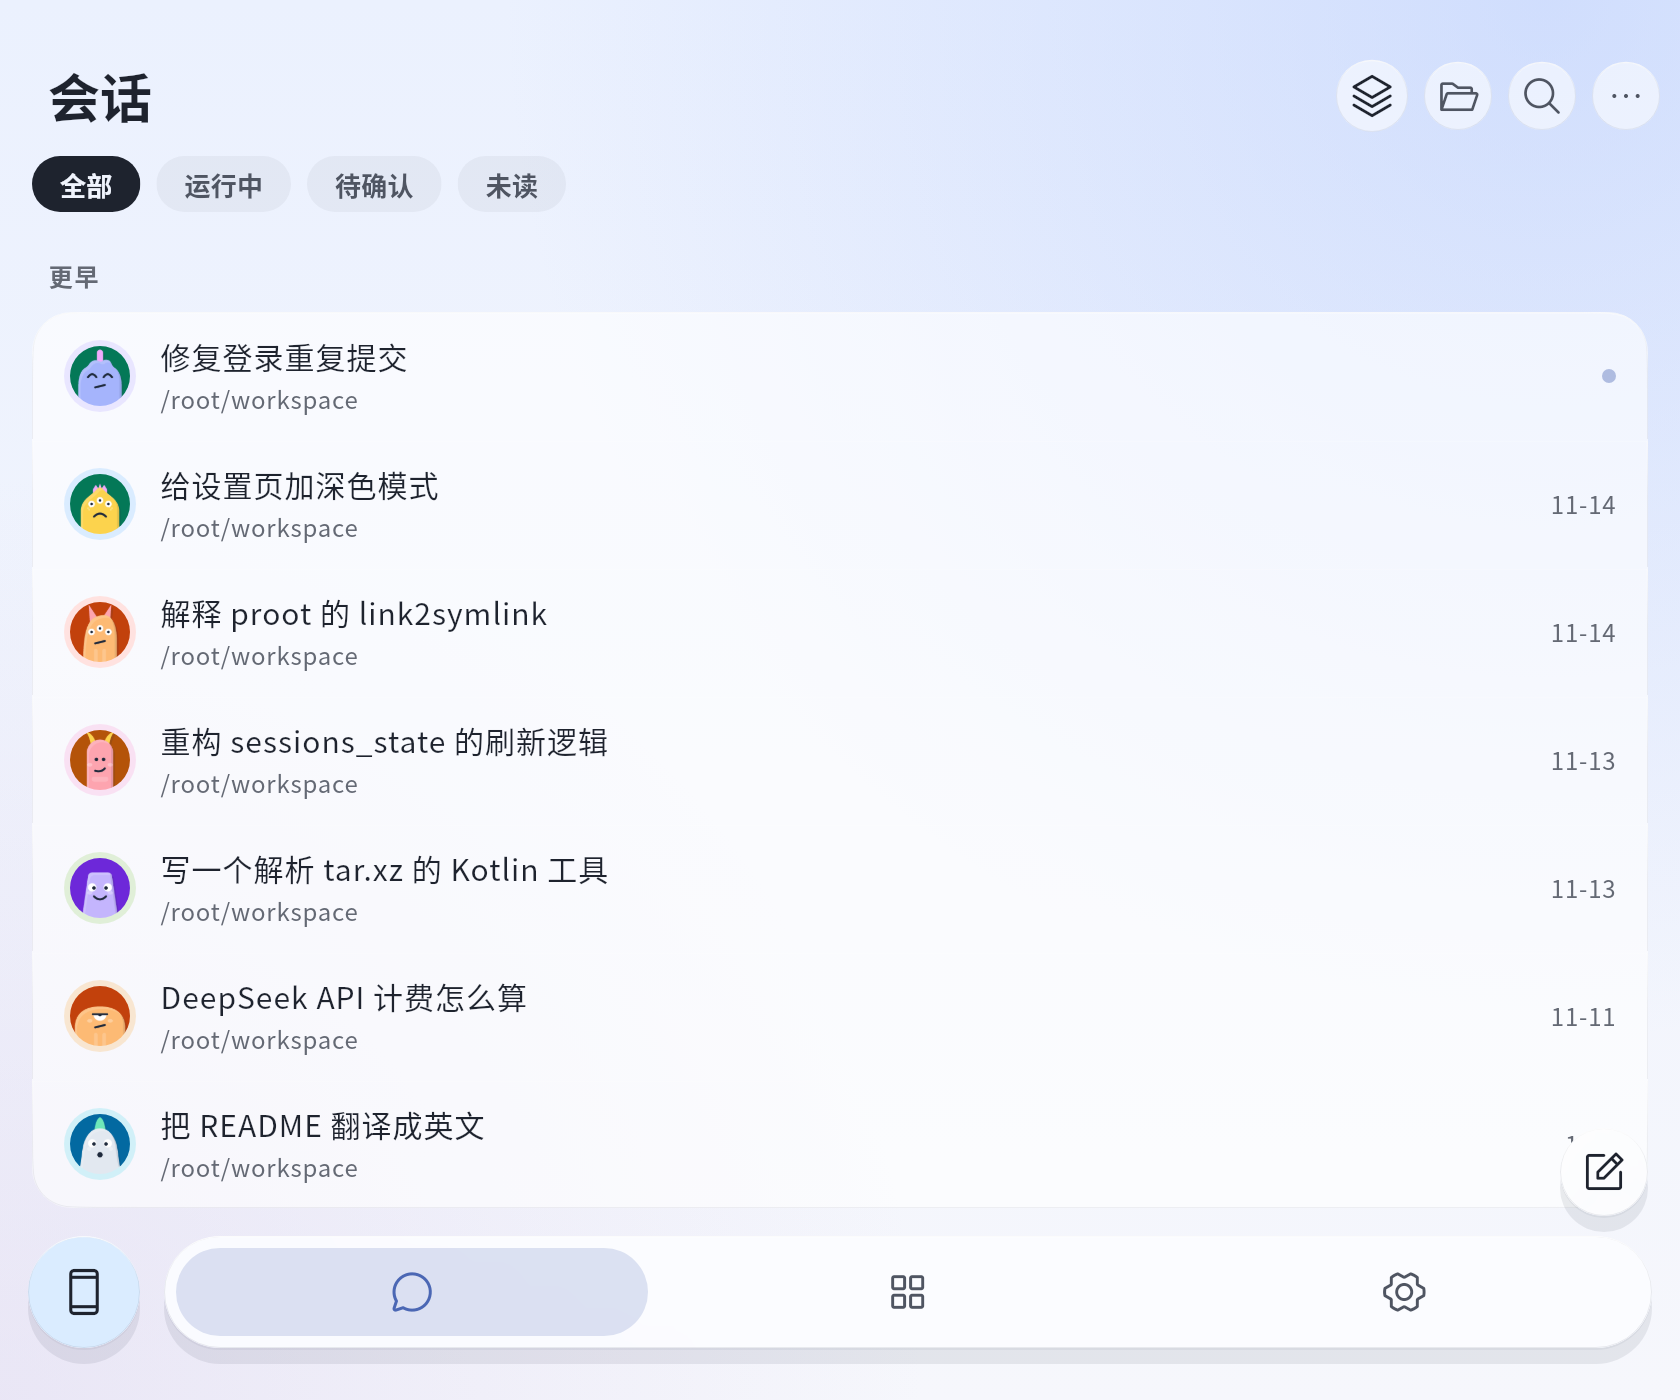 会话
全部
运行中
待确认
未读
更早
修复登录重复提交
/root/workspace
给设置页加深色模式
/root/workspace
11-14
解释 proot 的 link2symlink
/root/workspace
11-14
重构 sessions_state 的刷新逻辑
/root/workspace
11-13
写一个解析 tar.xz 的 Kotlin 工具
/root/workspace
11-13
DeepSeek API 计费怎么算
/root/workspace
11-11
把 README 翻译成英文
/root/workspace